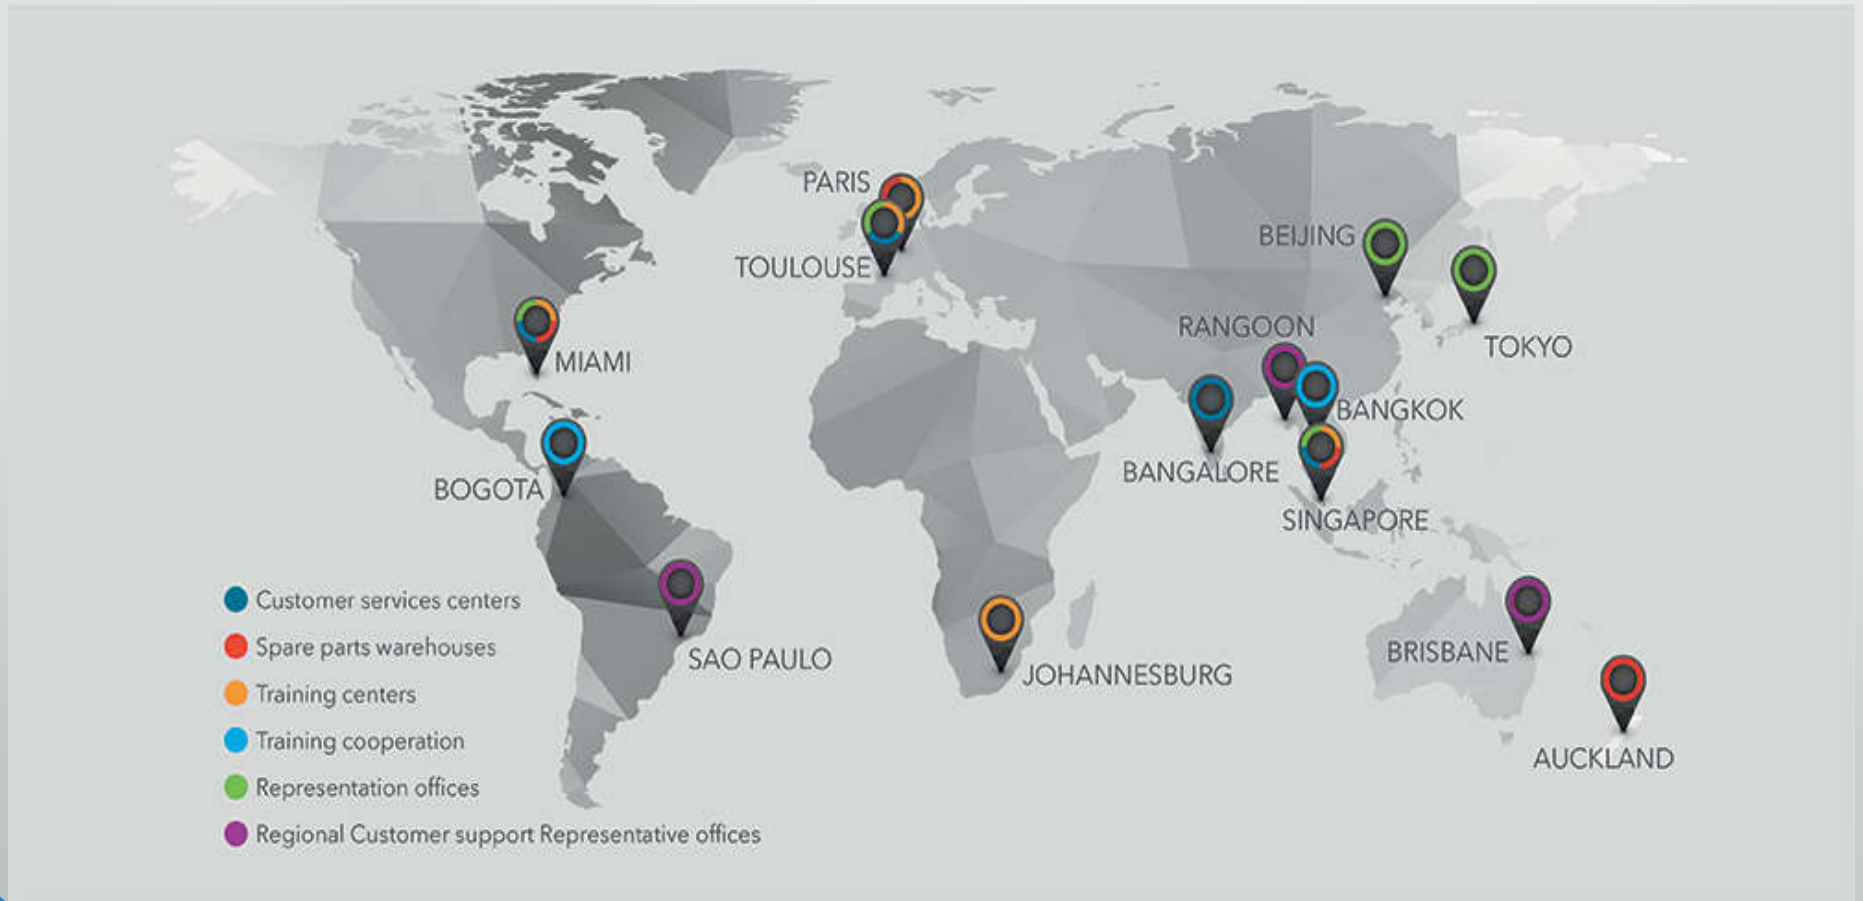 PARIS
TOULOUSE
BEIJING
TOKYO
RANGOON
MIAMI
BANGKOK
BANGALORE
BOGOTA
SINGAPORE
SAO PAULO
JOHANNESBURG
BRISBANE
AUCKLAND
Customer services centers
Spare parts warehouses
Training centers
Training cooperation
Representation offices
Regional Customer support Representative offices